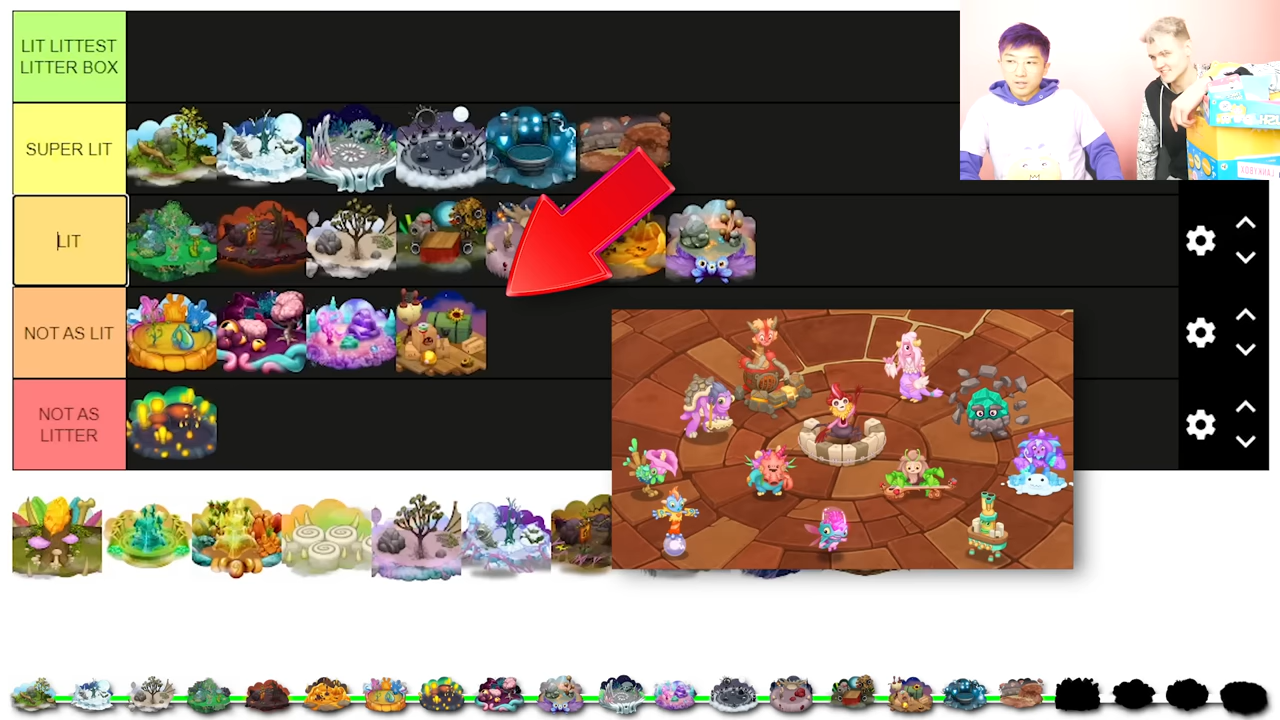 LIT LITTEST
LITTER BOX
SUPER LIT
LIT
NOT AS LIT
NOT AS
LITTER